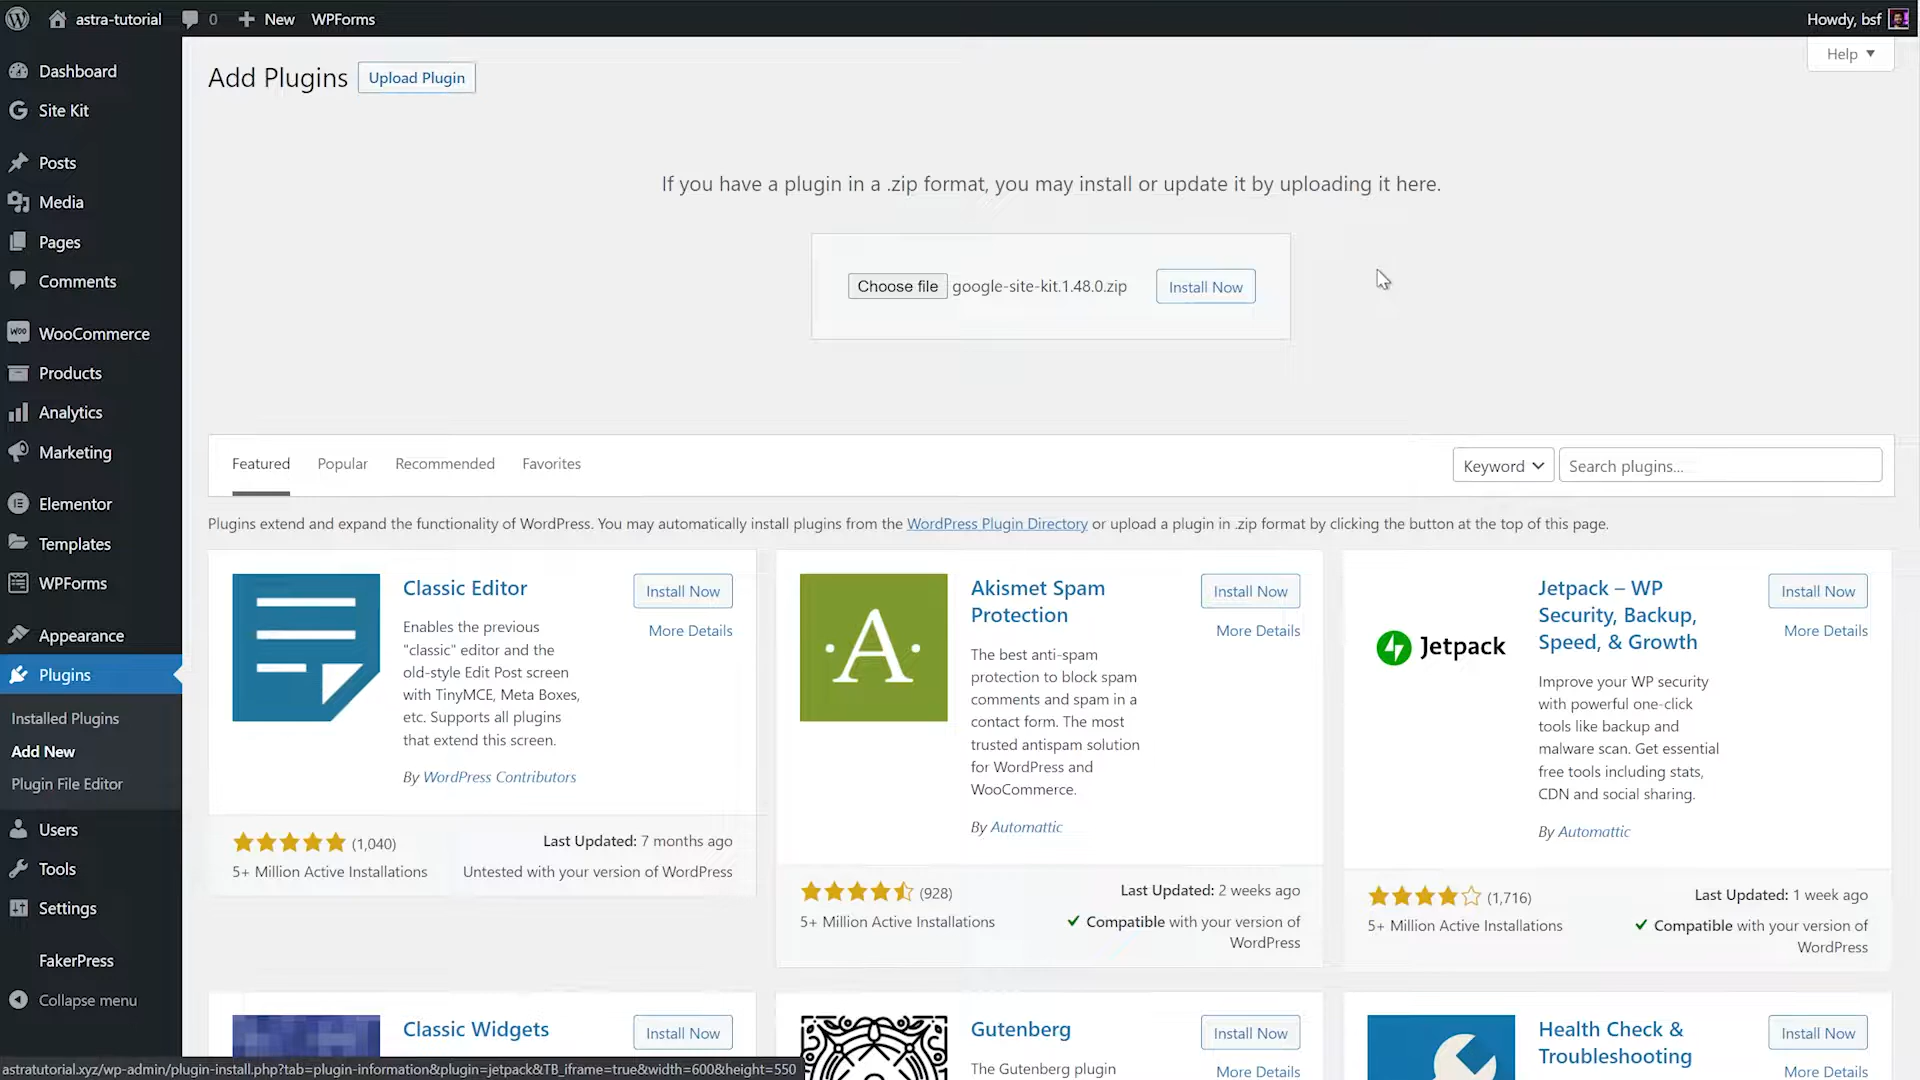 astra-tutorial
0
New
WPForms
Howdy, bsf
Help
Dashboard
Site Kit
Posts
Media
Pages
Comments
WooCommerce
Products
Analytics
Marketing
Elementor
Templates
WPForms
Appearance
Plugins
Installed Plugins
Add New
Plugin File Editor
Users
Tools
Settings
FakerPress
Collapse menu
Add Plugins
Upload Plugin
If you have a plugin in a .zip format, you may install or update it by uploading it here.
Choose file
google-site-kit.1.48.0.zip
Install Now
Featured
Popular
Recommended
Favorites
Keyword
Search plugins...
Plugins extend and expand the functionality of WordPress. You may automatically install plugins from the WordPress Plugin Directory or upload a plugin in .zip format by clicking the button at the top of this page.
Classic Editor
Install Now
More Details
Enables the previous
"classic" editor and the
old-style Edit Post screen
with TinyMCE, Meta Boxes,
etc. Supports all plugins
that extend this screen.
By WordPress Contributors
(1,040)
Last Updated: 7 months ago
5+ Million Active Installations
Untested with your version of WordPress
A
Akismet Spam
Protection
Install Now
More Details
The best anti-spam
protection to block spam
comments and spam in a
contact form. The most
trusted antispam solution
for WordPress and
WooCommerce.
By Automattic
(928)
Last Updated: 2 weeks ago
5+ Million Active Installations
Compatible with your version of
WordPress
Jetpack
Jetpack – WP
Security, Backup,
Speed, & Growth
Install Now
More Details
Improve your WP security
with powerful one-click
tools like backup and
malware scan. Get essential
free tools including stats,
CDN and social sharing.
By Automattic
(1,716)
Last Updated: 1 week ago
5+ Million Active Installations
Compatible with your version of
WordPress
Classic Widgets
Install Now
Gutenberg
Install Now
The Gutenberg plugin
More Details
Health Check &
Troubleshooting
Install Now
More Details
astratutorial.xyz/wp-admin/plugin-install.php?tab=plugin-information&plugin=jetpack&TB_iframe=true&width=600&height=550